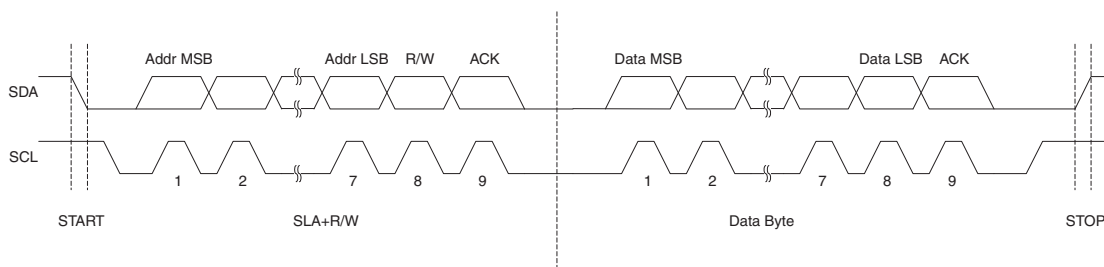 Addr MSB Addr LSB R/W ACK Data MSB Data LSB ACK
SDA
SCL
1 2 7 8 9 1 2 7 8 9
START SLA+R/W Data Byte STOP